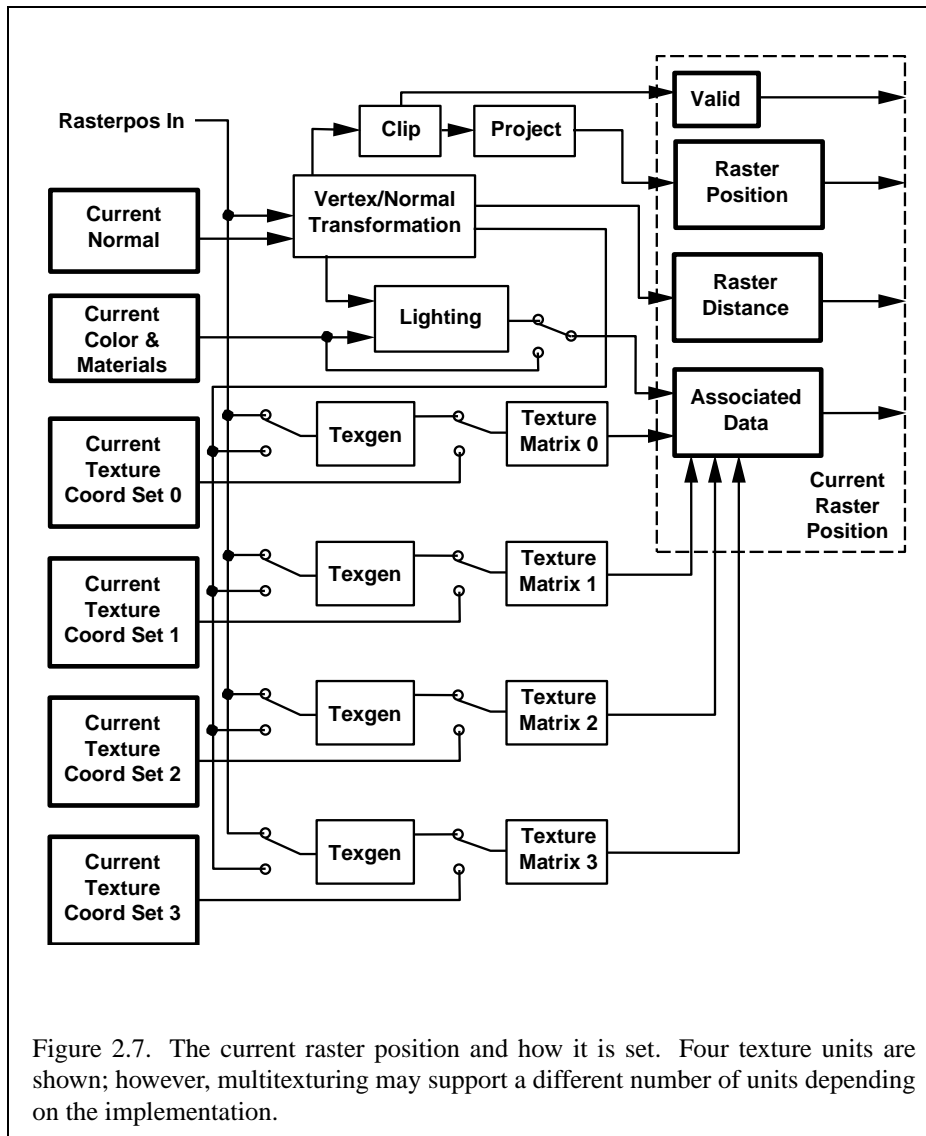 Valid
Rasterpos In
Clip
Project
Raster
Position
Vertex/Normal
Transformation
Current
Normal
Raster
Distance
Current
Color &
Materials
Lighting
Associated
Data
Current
Texture
Coord Set 0
Texgen
Texture
Matrix 0
Current
Raster
Position
Current
Texture
Coord Set 1
Texgen
Texture
Matrix 1
Current
Texture
Coord Set 2
Texgen
Texture
Matrix 2
Current
Texture
Coord Set 3
Texgen
Texture
Matrix 3
Figure 2.7. The current raster position and how it is set. Four texture units are
shown; however, multitexturing may support a different number of units depending
on the implementation.